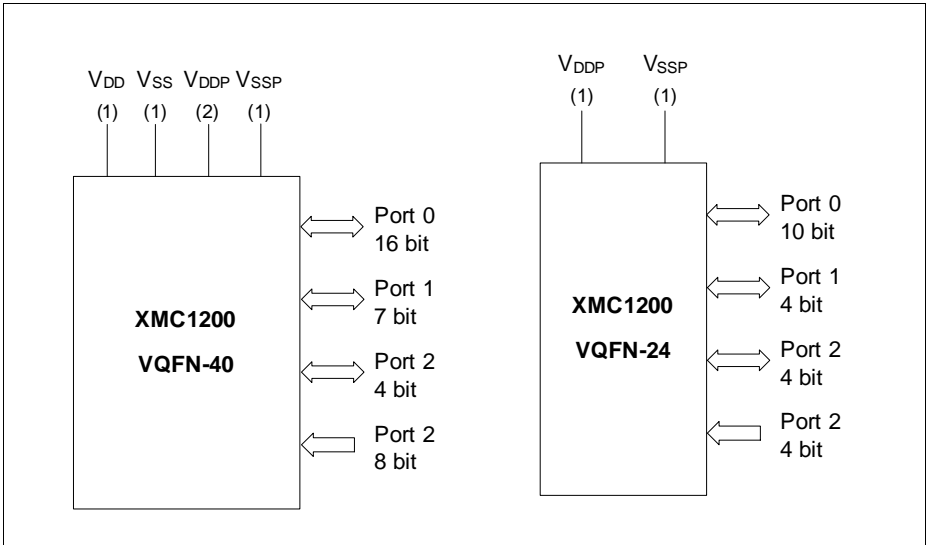 VDD VSS VDDP VSSP
(1) (1) (2) (1)
XMC1200
VQFN-40
Port 0
16 bit
Port 1
7 bit
Port 2
4 bit
Port 2
8 bit
VDDP VSSP
(1) (1)
XMC1200
VQFN-24
Port 0
10 bit
Port 1
4 bit
Port 2
4 bit
Port 2
4 bit